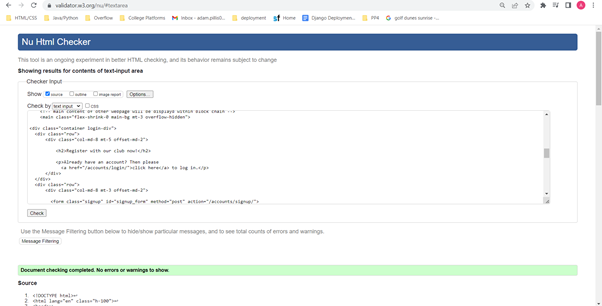 validator.w3.org/nu/#textarea
HTML/CSS Java/Python Overflow College Platforms Inbox - adam.pillx0... deployment Home Django Deploymen... PP4 golf dunes sunrise -...
Nu Html Checker
This tool is an ongoing experiment in better HTML checking, and its behavior remains subject to change
Showing results for contents of text-input area
Checker Input
Show source outline image report Options...
Check by text input css
<!-- main content of other webpage will be displayed within block chain -->
<main class="flex-shrink-0 main-bg mt-3 overflow-hidden">
<div class="container login-div">
<div class="row">
<div class="col-md-8 mt-5 offset-md-2">
<h2>Register with our club now!</h2>
<p>Already have an account? Then please
<a href="/accounts/login/">click here</a> to log in.</p>
</div>
</div>
<div class="row">
<div class="col-md-8 mt-3 offset-md-2">
<form class="signup" id="signup_form" method="post" action="/accounts/signup/">
Check
Use the Message Filtering button below to hide/show particular messages, and to see total counts of errors and warnings.
Message Filtering
Document checking completed. No errors or warnings to show.
Source
1. <!DOCTYPE html>↩
2. <html lang="en" class="h-100">↩